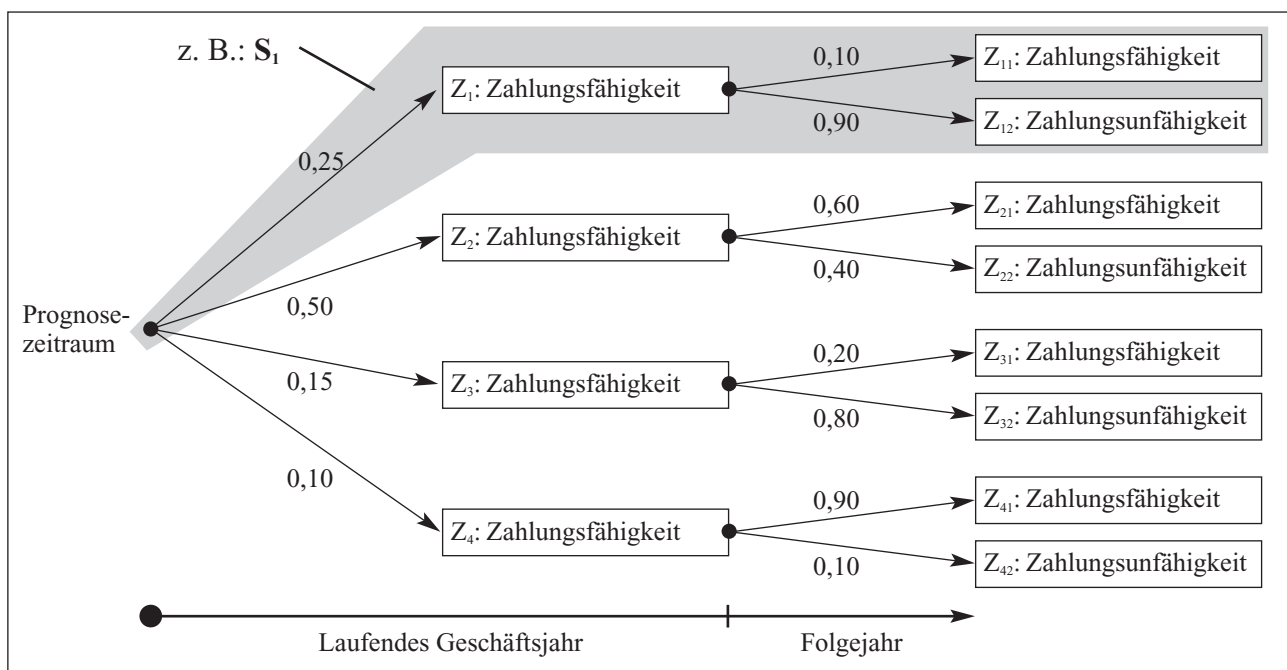 z. B.: S₁
0,25
Z₁: Zahlungsfähigkeit
0,10
Z₁₁: Zahlungsfähigkeit
0,90
Z₁₂: Zahlungsunfähigkeit
Prognose-
zeitraum
0,50
Z₂: Zahlungsfähigkeit
0,60
Z₂₁: Zahlungsfähigkeit
0,40
Z₂₂: Zahlungsunfähigkeit
0,15
Z₃: Zahlungsfähigkeit
0,20
Z₃₁: Zahlungsfähigkeit
0,80
Z₃₂: Zahlungsunfähigkeit
0,10
Z₄: Zahlungsfähigkeit
0,90
Z₄₁: Zahlungsfähigkeit
0,10
Z₄₂: Zahlungsunfähigkeit
Laufendes Geschäftsjahr
Folgejahr